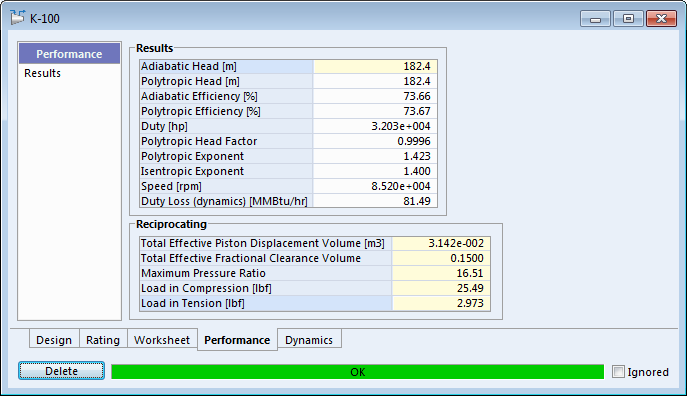 K-100
Performance
Results
Results
Adiabatic Head [m] 182.4
Polytropic Head [m] 182.4
Adiabatic Efficiency [%] 73.66
Polytropic Efficiency [%] 73.67
Duty [hp] 3.203e+004
Polytropic Head Factor 0.9996
Polytropic Exponent 1.423
Isentropic Exponent 1.400
Speed [rpm] 8.520e+004
Duty Loss (dynamics) [MMBtu/hr] 81.49
Reciprocating
Total Effective Piston Displacement Volume [m3] 3.142e-002
Total Effective Fractional Clearance Volume 0.1500
Maximum Pressure Ratio 16.51
Load in Compression [lbf] 25.49
Load in Tension [lbf] 2.973
Design Rating Worksheet Performance Dynamics
Delete OK Ignored